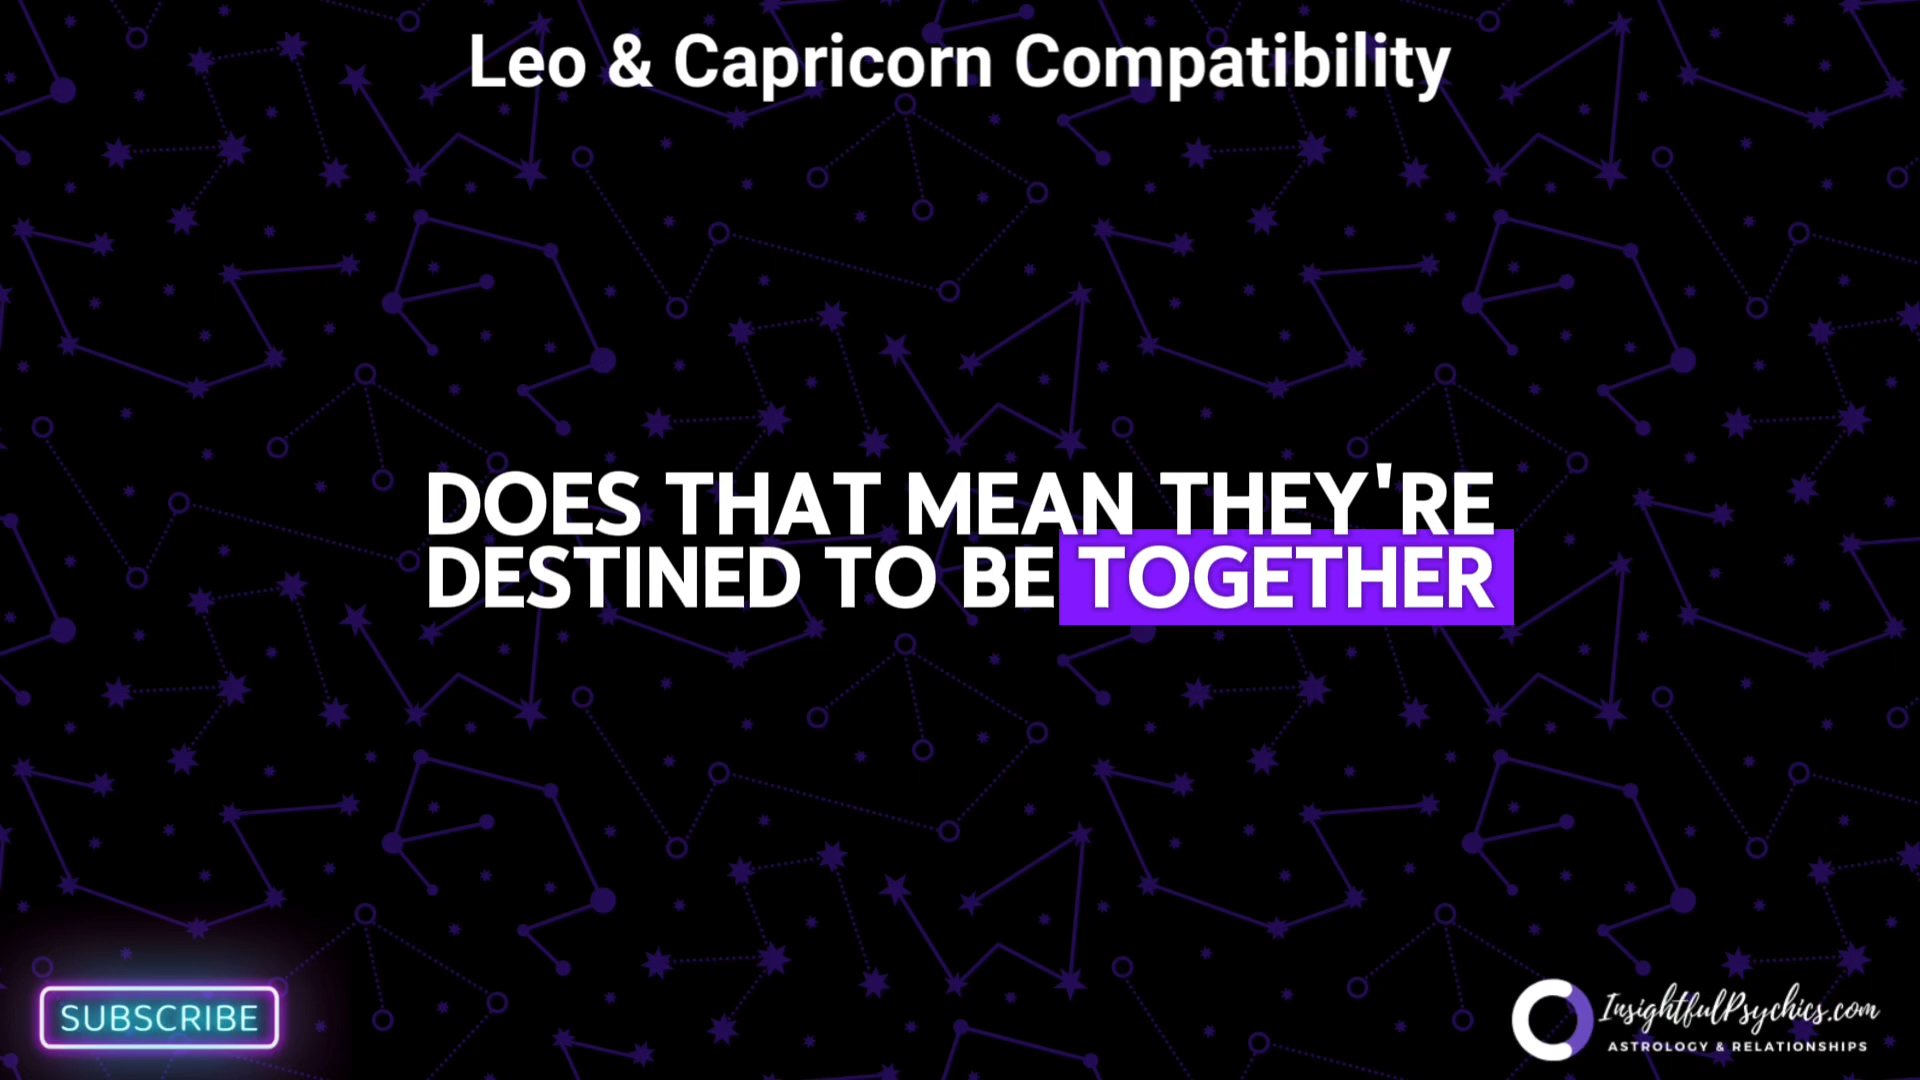 Leo & Capricorn Compatibility
DOES THAT MEAN THEY'RE
DESTINED TO BE TOGETHER
SUBSCRIBE
InsightfulPsychics.com
ASTROLOGY & RELATIONSHIPS